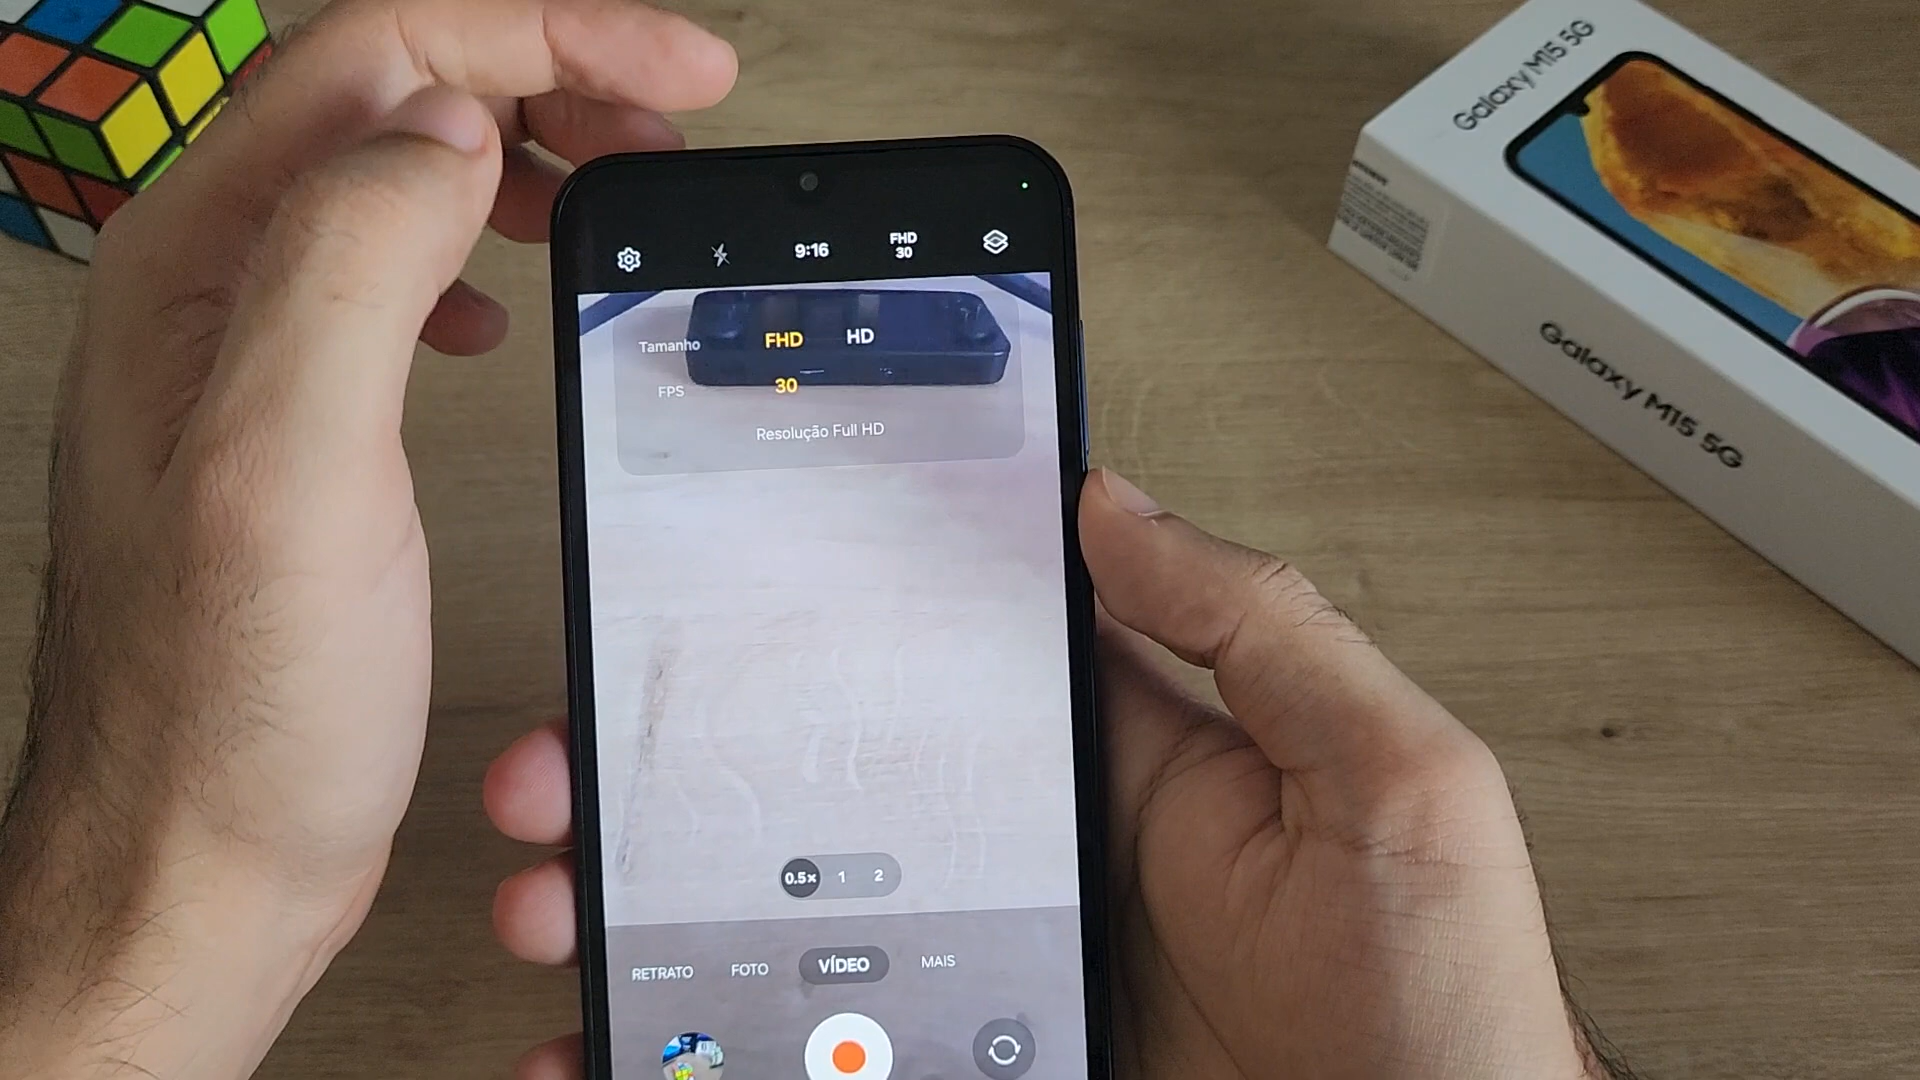 Galaxy M15 5G
Galaxy M15 5G
9:16
FHD
30
Tamanho FHD HD
FPS 30
Resolução Full HD
0.5x 1 2
RETRATO FOTO VÍDEO MAIS